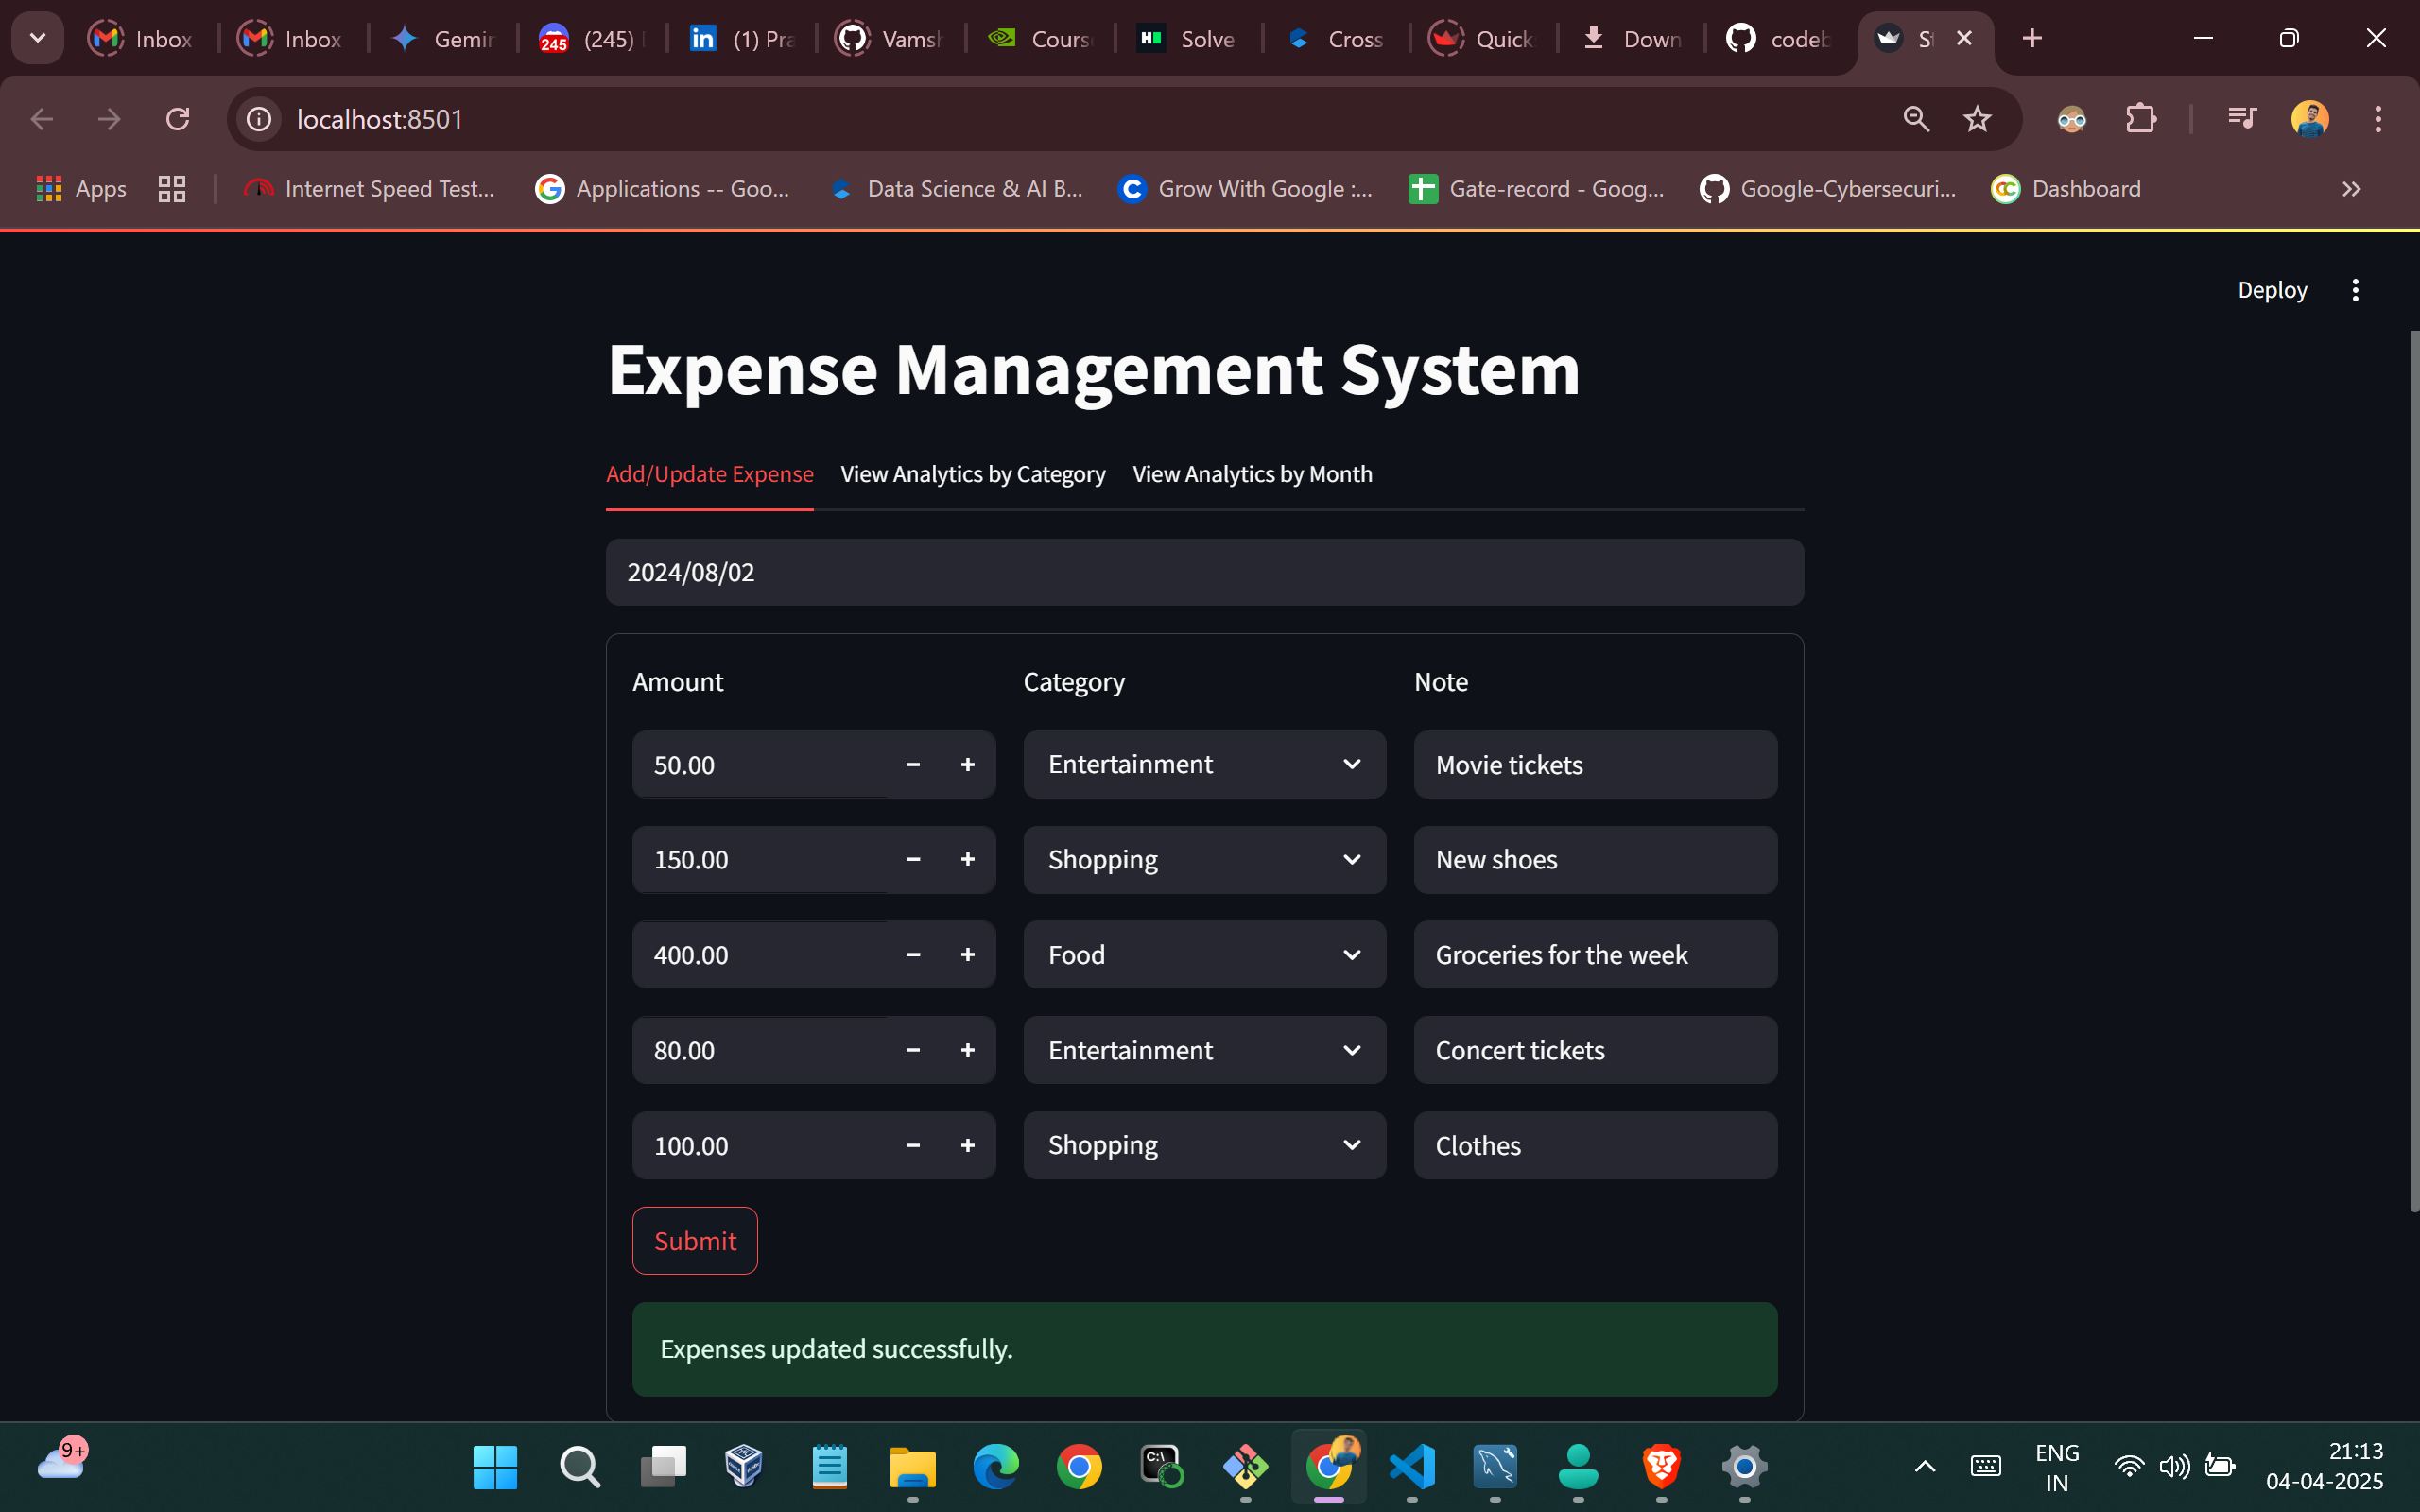 Inbox
Inbox
Gemin
245 (245)
in (1) Pra
Vamsh
Cours
H Solve
Cross
Quick
Down
codeb
St
localhost:8501
Apps
Internet Speed Test...
Applications -- Goo...
Data Science & AI B...
Grow With Google :...
Gate-record - Goog...
Google-Cybersecuri...
Dashboard
Deploy
Expense Management System
Add/Update Expense View Analytics by Category View Analytics by Month
2024/08/02
Amount Category Note
50.00 Entertainment Movie tickets
150.00 Shopping New shoes
400.00 Food Groceries for the week
80.00 Entertainment Concert tickets
100.00 Shopping Clothes
Submit
Expenses updated successfully.
9+
ENG
IN
21:13
04-04-2025